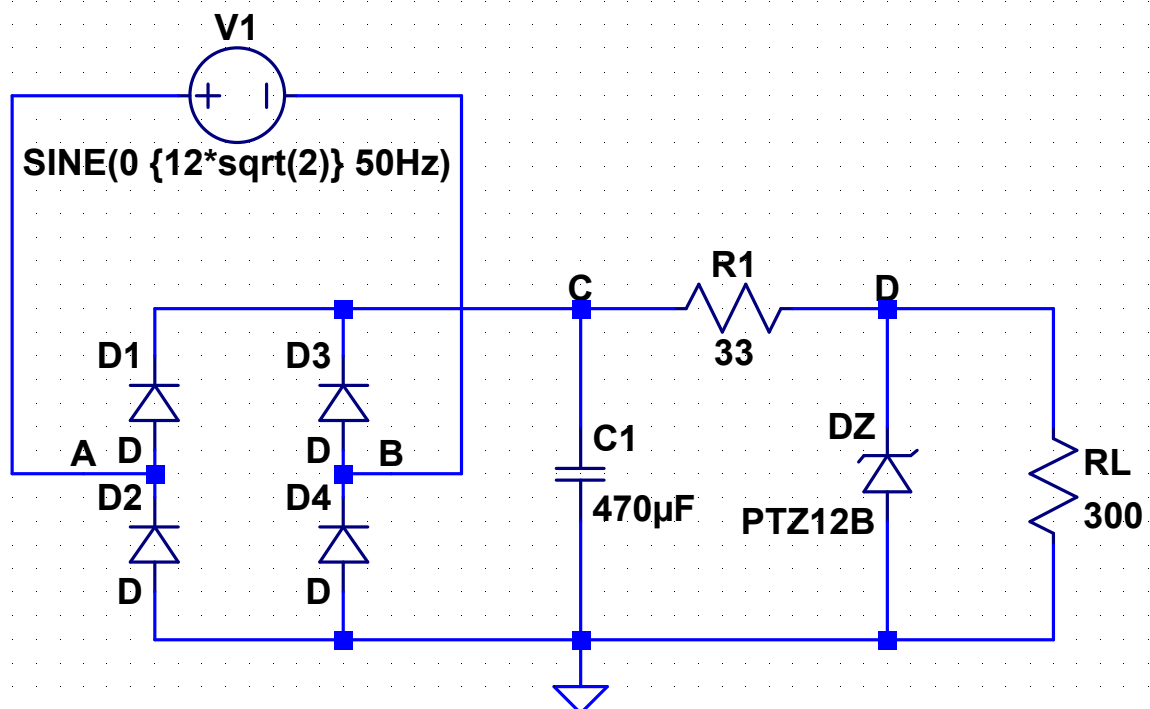 V1
SINE(0 {12*sqrt(2)} 50Hz)
R1
C
D
33
D1
D3
DZ
C1
A
D
D
B
RL
D2
D4
470µF
PTZ12B
300
D
D